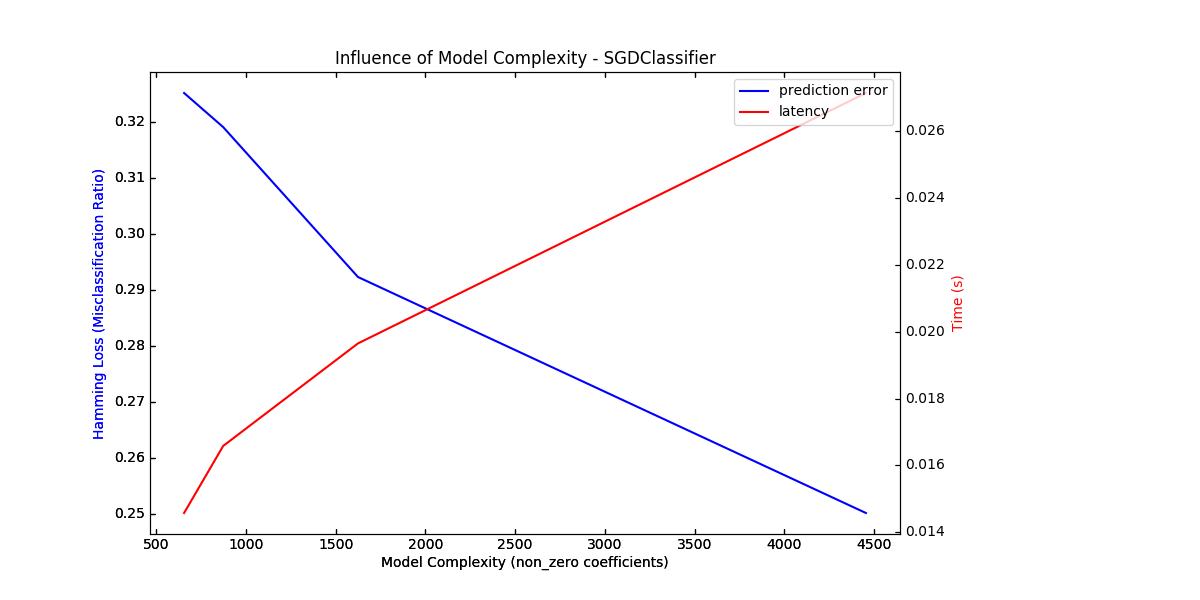 Influence of Model Complexity - SGDClassifier
prediction error
latency
0.32
0.31
0.30
0.29
0.28
0.27
0.26
0.25
Hamming Loss (Misclassification Ratio)
0.026
0.024
0.022
0.020
0.018
0.016
0.014
Time (s)
500 1000 1500 2000 2500 3000 3500 4000 4500
Model Complexity (non_zero coefficients)